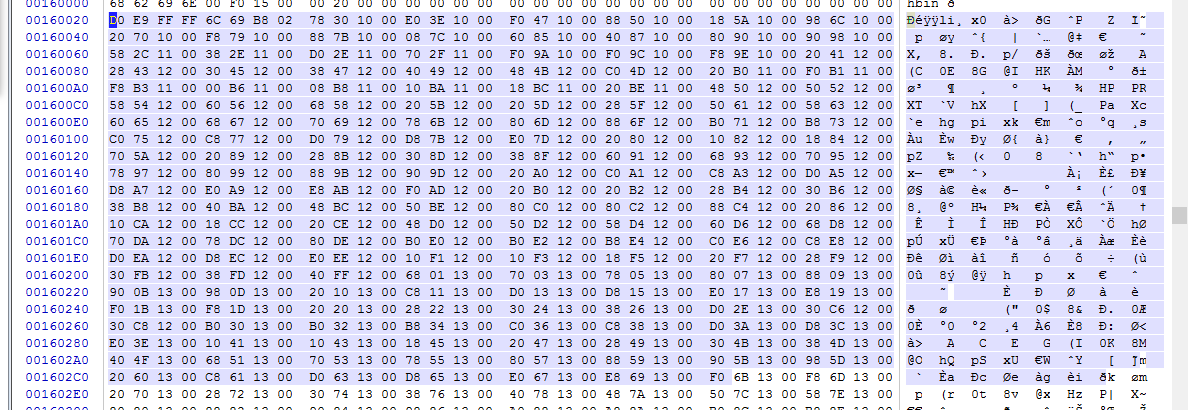 00160000 68 62 69 6E 00 F0 15 00 00 00 00 00 00 00 00 00 00 00 00 00 00 00 00 00 00 00 00 00 00 00 00 00 hbin ð
00160020 D0 E9 FF FF 6C 69 B8 02 78 30 10 00 E0 3E 10 00 F0 47 10 00 88 50 10 00 18 5A 10 00 98 6C 10 00 Ðéÿÿli¸ x0 à> ðG ˆP Z ˜l
00160040 20 70 10 00 F8 79 10 00 88 7B 10 00 08 7C 10 00 60 85 10 00 40 87 10 00 80 90 10 00 90 98 10 00 p øy ˆ{ | `… @‡ € ˜
00160060 58 2C 11 00 38 2E 11 00 D0 2E 11 00 70 2F 11 00 F0 9A 10 00 F0 9C 10 00 F8 9E 10 00 20 41 12 00 X, 8. Ð. p/ ðš ðœ øž A
00160080 28 43 12 00 30 45 12 00 38 47 12 00 40 49 12 00 48 4B 12 00 C0 4D 12 00 20 B0 11 00 F0 B1 11 00 (C 0E 8G @I HK ÀM ° ð±
001600A0 F8 B3 11 00 00 B6 11 00 08 B8 11 00 10 BA 11 00 18 BC 11 00 20 BE 11 00 48 50 12 00 50 52 12 00 ø³ ¶ ¸ º ¼ ¾ HP PR
001600C0 58 54 12 00 60 56 12 00 68 58 12 00 20 5B 12 00 20 5D 12 00 28 5F 12 00 50 61 12 00 58 63 12 00 XT `V hX [ ] (_ Pa Xc
001600E0 60 65 12 00 68 67 12 00 70 69 12 00 78 6B 12 00 80 6D 12 00 88 6F 12 00 B0 71 12 00 B8 73 12 00 `e hg pi xk €m ˆo °q ¸s
00160100 C0 75 12 00 C8 77 12 00 D0 79 12 00 D8 7B 12 00 E0 7D 12 00 20 80 12 00 10 82 12 00 18 84 12 00 Àu Èw Ðy Ø{ à} € ‚ „
00160120 70 5A 12 00 20 89 12 00 28 8B 12 00 30 8D 12 00 38 8F 12 00 60 91 12 00 68 93 12 00 70 95 12 00 pZ ‰ (‹ 0 8 `‘ h“ p•
00160140 78 97 12 00 80 99 12 00 88 9B 12 00 90 9D 12 00 20 A0 12 00 C0 A1 12 00 C8 A3 12 00 D0 A5 12 00 x— €™ ˆ› À¡ È£ Ð¥
00160160 D8 A7 12 00 E0 A9 12 00 E8 AB 12 00 F0 AD 12 00 20 B0 12 00 20 B2 12 00 28 B4 12 00 30 B6 12 00 Ø§ à© è« ð- ° ² (´ 0¶
00160180 38 B8 12 00 40 BA 12 00 48 BC 12 00 50 BE 12 00 80 C0 12 00 80 C2 12 00 88 C4 12 00 20 86 12 00 8¸ @º H¼ P¾ €À €Â ˆÄ †
001601A0 10 CA 12 00 18 CC 12 00 20 CE 12 00 48 D0 12 00 50 D2 12 00 58 D4 12 00 60 D6 12 00 68 D8 12 00 Ê Ì Î HÐ PÒ XÔ `Ö hØ
001601C0 70 DA 12 00 78 DC 12 00 80 DE 12 00 B0 E0 12 00 B0 E2 12 00 B8 E4 12 00 C0 E6 12 00 C8 E8 12 00 pÚ xÜ €Þ °à °â ¸ä Àæ Èè
001601E0 D0 EA 12 00 D8 EC 12 00 E0 EE 12 00 10 F1 12 00 10 F3 12 00 18 F5 12 00 20 F7 12 00 28 F9 12 00 Ðê Øì àî ñ ó õ ÷ (ù
00160200 30 FB 12 00 38 FD 12 00 40 FF 12 00 68 01 13 00 70 03 13 00 78 05 13 00 80 07 13 00 88 09 13 00 0û 8ý @ÿ h p x € ˆ
00160220 90 0B 13 00 98 0D 13 00 20 10 13 00 C8 11 13 00 D0 13 13 00 D8 15 13 00 E0 17 13 00 E8 19 13 00 ˜ È Ð Ø à è
00160240 F0 1B 13 00 F8 1D 13 00 20 20 13 00 28 22 13 00 30 24 13 00 38 26 13 00 D0 2E 13 00 30 C6 12 00 ð ø (" 0$ 8& Ð. 0Æ
00160260 30 C8 12 00 B0 30 13 00 B0 32 13 00 B8 34 13 00 C0 36 13 00 C8 38 13 00 D0 3A 13 00 D8 3C 13 00 0È °0 °2 ¸4 À6 È8 Ð: Ø<
00160280 E0 3E 13 00 10 41 13 00 10 43 13 00 18 45 13 00 20 47 13 00 28 49 13 00 30 4B 13 00 38 4D 13 00 à> A C E G (I 0K 8M
001602A0 40 4F 13 00 68 51 13 00 70 53 13 00 78 55 13 00 80 57 13 00 88 59 13 00 90 5B 13 00 98 5D 13 00 @O hQ pS xU €W ˆY [ ˜]
001602C0 20 60 13 00 C8 61 13 00 D0 63 13 00 D8 65 13 00 E0 67 13 00 E8 69 13 00 F0 6B 13 00 F8 6D 13 00 ` Èa Ðc Øe àg èi ðk øm
001602E0 20 70 13 00 28 72 13 00 30 74 13 00 38 76 13 00 40 78 13 00 48 7A 13 00 50 7C 13 00 58 7E 13 00 p (r 0t 8v @x Hz P| X~